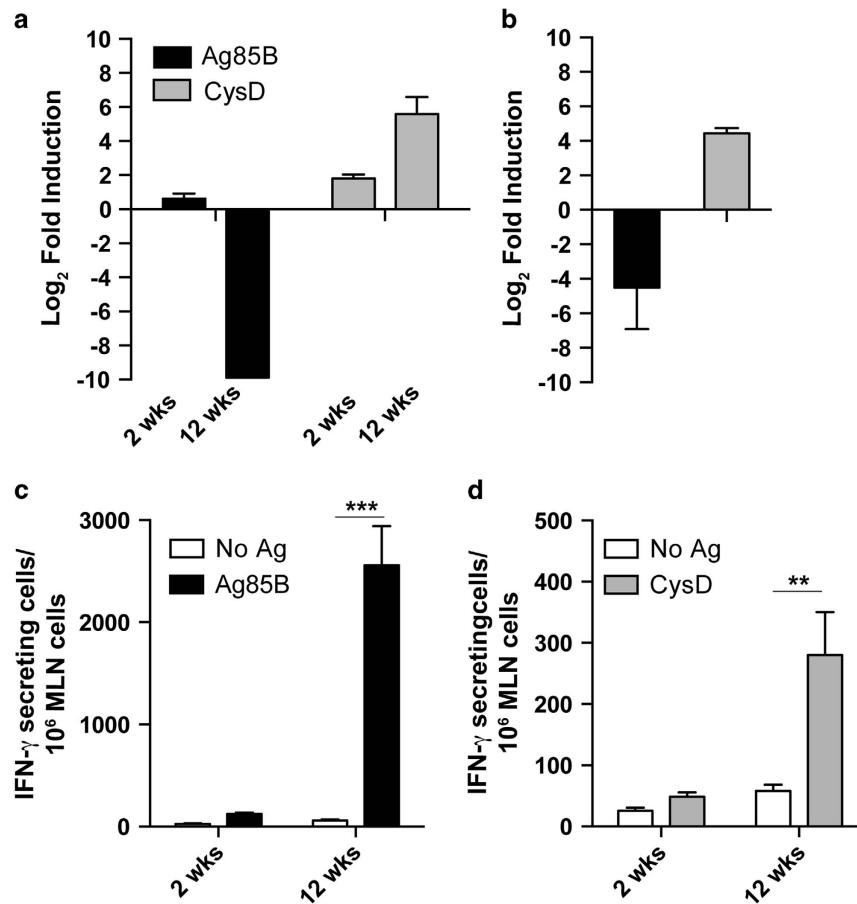 a
Log2 Fold Induction
10
8
6
4
2
0
-2
-4
-6
-8
-10
Ag85B
CysD
2 wks
12 wks
2 wks
12 wks
b
Log2 Fold Induction
10
8
6
4
2
0
-2
-4
-6
-8
-10
c
IFN-γ secreting cells/
10⁶ MLN cells
3000
2000
1000
0
No Ag
Ag85B
***
2 wks
12 wks
d
IFN-γ secretingcells/
10⁶ MLN cells
500
400
300
200
100
0
No Ag
CysD
**
2 wks
12 wks